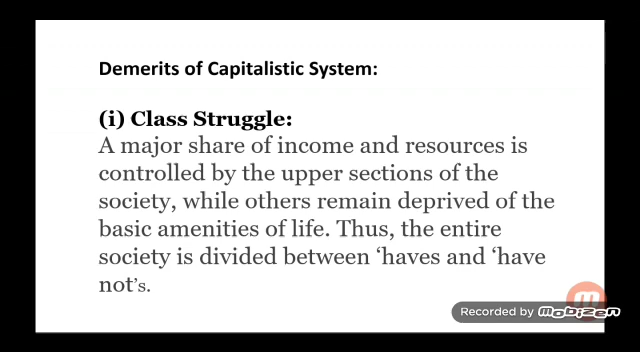 Demerits of Capitalistic System:
(i) Class Struggle:
A major share of income and resources is
controlled by the upper sections of the
society, while others remain deprived of the
basic amenities of life. Thus, the entire
society is divided between ‘haves and ‘have
not’s.
Recorded by Mobizen